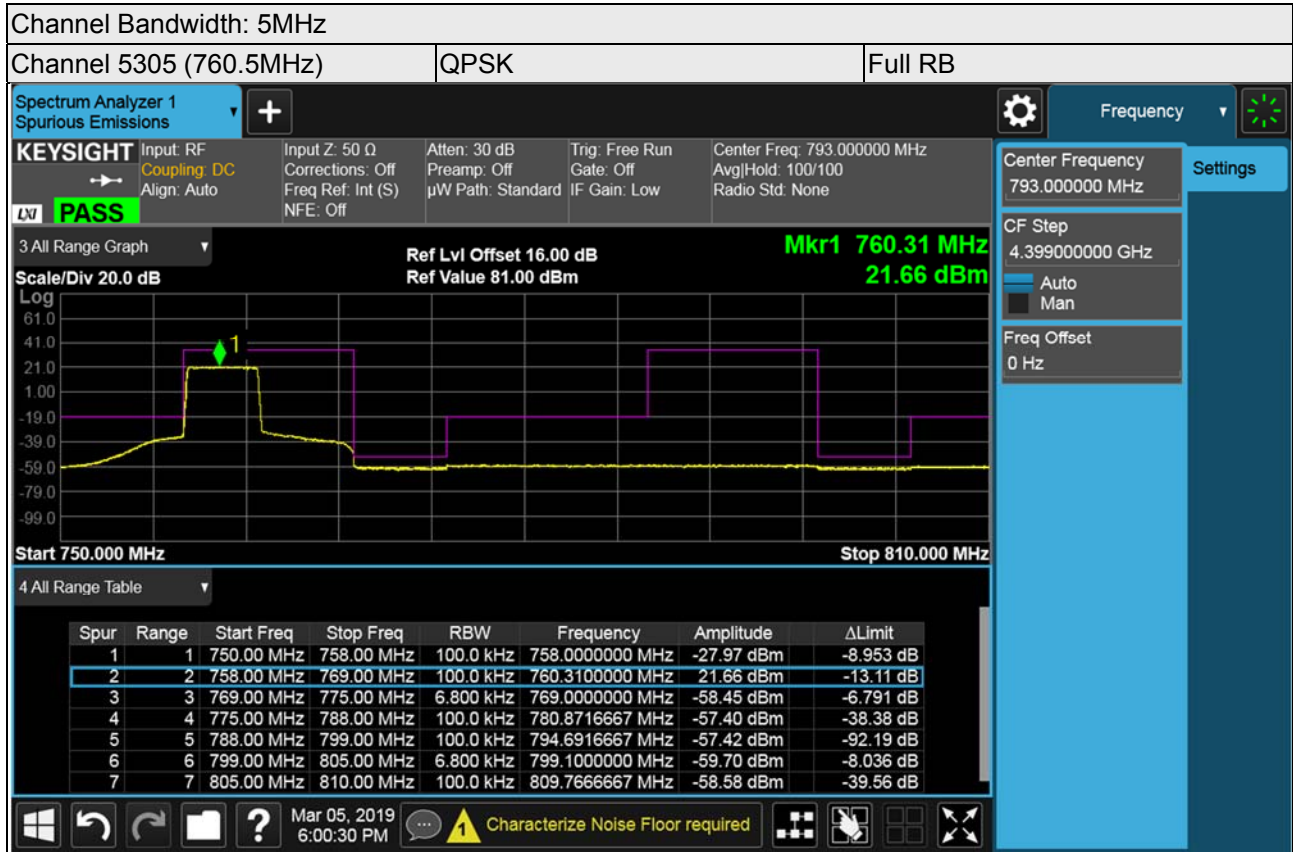 Channel Bandwidth: 5MHz
Channel 5305 (760.5MHz) QPSK Full RB
Spectrum Analyzer 1
Spurious Emissions
Frequency
KEYSIGHT
LXI
PASS
Input: RF
Coupling: DC
Align: Auto
Input Z: 50 Ω
Corrections: Off
Freq Ref: Int (S)
NFE: Off
Atten: 30 dB
Preamp: Off
µW Path: Standard
Trig: Free Run
Gate: Off
IF Gain: Low
Center Freq: 793.000000 MHz
Avg|Hold: 100/100
Radio Std: None
Center Frequency
793.000000 MHz
Settings
CF Step
4.399000000 GHz
Auto
Man
Freq Offset
0 Hz
3 All Range Graph
Scale/Div 20.0 dB
Ref Lvl Offset 16.00 dB
Ref Value 81.00 dBm
Mkr1 760.31 MHz
21.66 dBm
Log
61.0
41.0
21.0
1.00
-19.0
-39.0
-59.0
-79.0
-99.0
1
Start 750.000 MHz Stop 810.000 MHz
4 All Range Table
Spur Range Start Freq Stop Freq RBW Frequency Amplitude ΔLimit
1 1 750.00 MHz 758.00 MHz 100.0 kHz 758.0000000 MHz -27.97 dBm -8.953 dB
2 2 758.00 MHz 769.00 MHz 100.0 kHz 760.3100000 MHz 21.66 dBm -13.11 dB
3 3 769.00 MHz 775.00 MHz 6.800 kHz 769.0000000 MHz -58.45 dBm -6.791 dB
4 4 775.00 MHz 788.00 MHz 100.0 kHz 780.8716667 MHz -57.40 dBm -38.38 dB
5 5 788.00 MHz 799.00 MHz 100.0 kHz 794.6916667 MHz -57.42 dBm -92.19 dB
6 6 799.00 MHz 805.00 MHz 6.800 kHz 799.1000000 MHz -59.70 dBm -8.036 dB
7 7 805.00 MHz 810.00 MHz 100.0 kHz 809.7666667 MHz -58.58 dBm -39.56 dB
?
Mar 05, 2019
6:00:30 PM
1
Characterize Noise Floor required